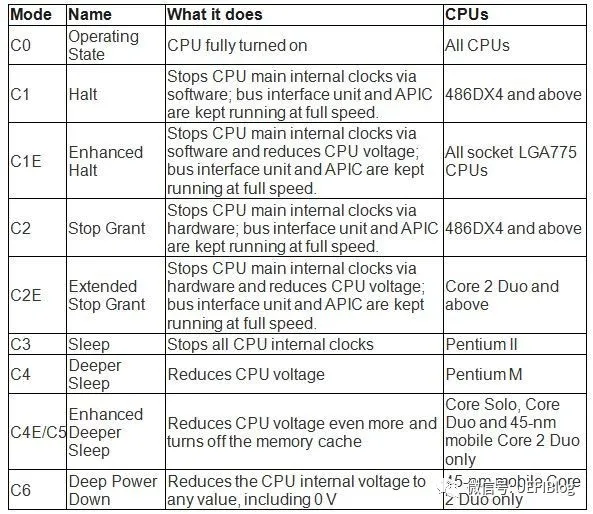 Mode Name What it does CPUs
C0
Operating
State
CPU fully turned on
All CPUs
C1
Halt
Stops CPU main internal clocks via
software; bus interface unit and APIC
are kept running at full speed.
486DX4 and above
C1E
Enhanced
Halt
Stops CPU main internal clocks via
software and reduces CPU voltage;
bus interface unit and APIC are kept
running at full speed.
All socket LGA775
CPUs
C2
Stop Grant
Stops CPU main internal clocks via
hardware; bus interface unit and APIC
are kept running at full speed.
486DX4 and above
C2E
Extended
Stop Grant
Stops CPU main internal clocks via
hardware and reduces CPU voltage;
bus interface unit and APIC are kept
running at full speed.
Core 2 Duo and
above
C3
Sleep
Stops all CPU internal clocks
Pentium II
C4
Deeper
Sleep
Reduces CPU voltage
Pentium M
C4E/C5
Enhanced
Deeper
Sleep
Reduces CPU voltage even more and
turns off the memory cache
Core Solo, Core
Duo and 45-nm
mobile Core 2 Duo
only
C6
Deep Power
Down
Reduces the CPU internal voltage to
any value, including 0 V
45-nm mobile Core
2 Duo only
微信号: UEFIBlog